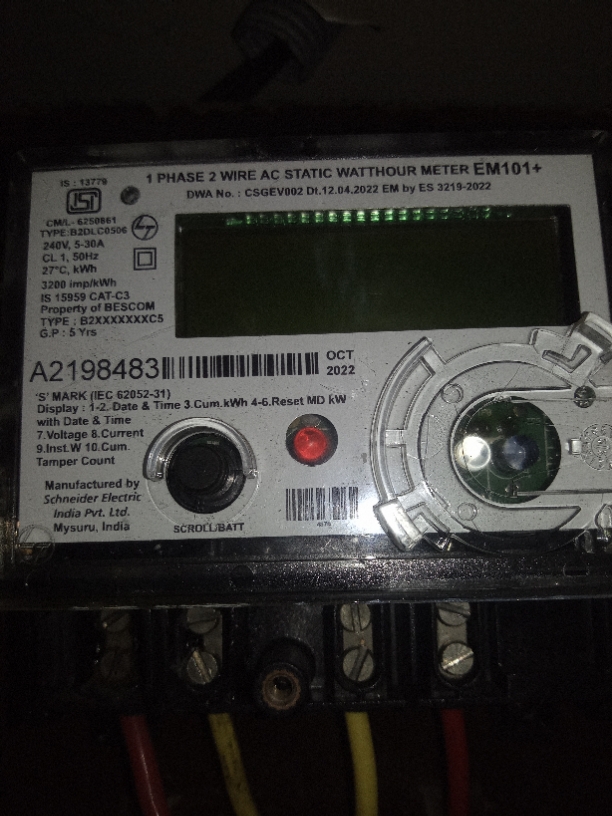 1 PHASE 2 WIRE AC STATIC WATTHOUR METER EM101+
DWA No. : CSGEV002 Dt.12.04.2022 EM by ES 3219-2022
IS : 13779
ISI
CM/L- 6250861
TYPE:B2DLC0506
240V, 5-30A
CL 1, 50Hz
27°C, kWh
3200 imp/kWh
IS 15959 CAT-C3
Property of BESCOM
TYPE : B2XXXXXXXC5
G.P : 5 Yrs
A2198483
OCT
2022
'S' MARK (IEC 62052-31)
Display : 1-2. Date & Time 3.Cum.kWh 4-6.Reset MD kW
with Date & Time
7.Voltage 8.Current
9.Inst.W 10.Cum.
Tamper Count
Manufactured by
Schneider Electric
India Pvt. Ltd.
Mysuru, India
SCROLL/BATT